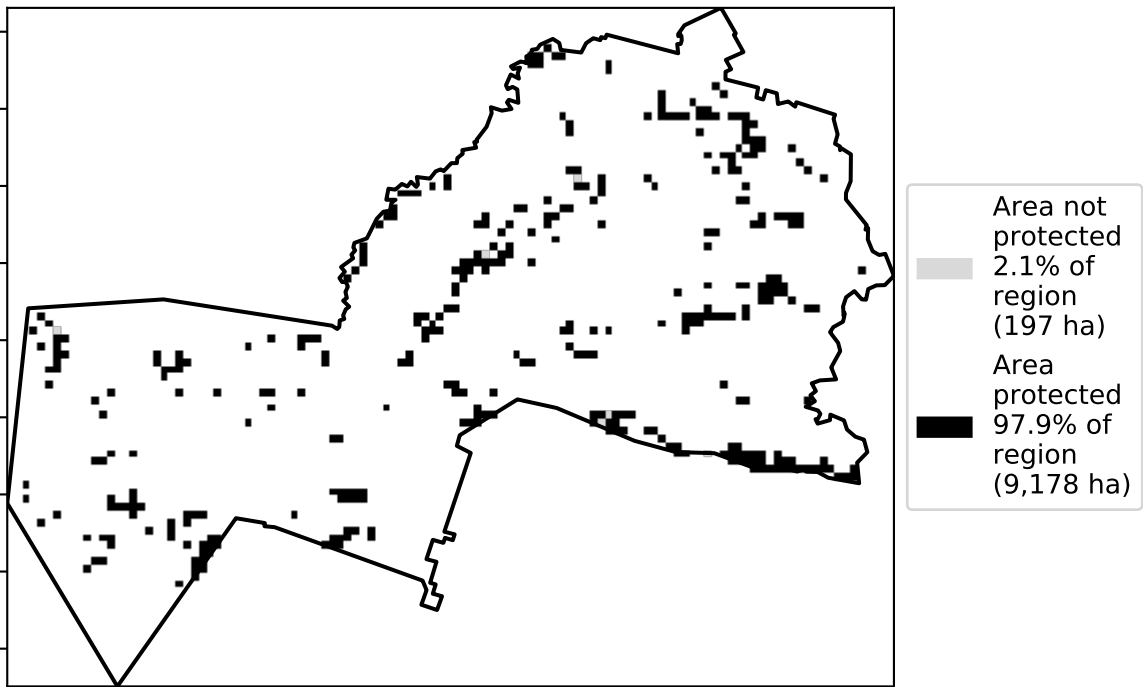 Area not
protected
2.1% of
region
(197 ha)
Area
protected
97.9% of
region
(9,178 ha)